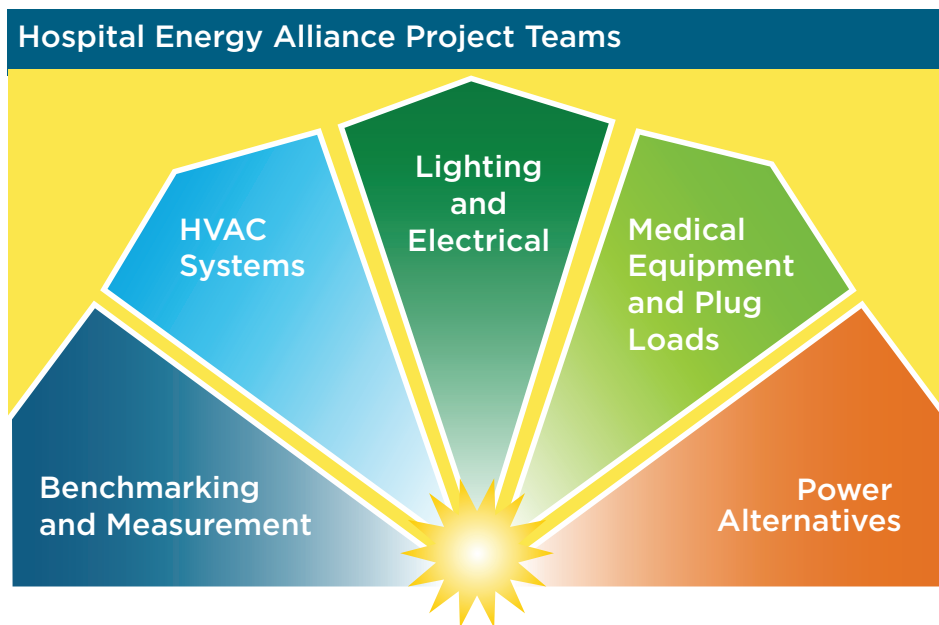 Hospital Energy Alliance Project Teams
Lighting
and
Electrical
HVAC
Systems
Medical
Equipment
and Plug
Loads
Benchmarking
and Measurement
Power
Alternatives